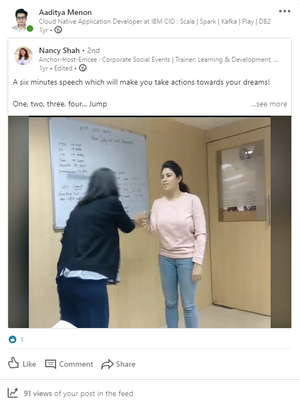 Aaditya Menon
Cloud Native Application Developer at IBM CIO : Scala | Spark | Kafka | Play | DB2
1yr •
Nancy Shah • 2nd
Anchor-Host-Emcee : Corporate Social Events | Trainer: Learning & Development, ...
1yr • Edited •
A six minutes speech which will make you take actions towards your dreams!
One, two, three, four... Jump
...see more
1
Like
Comment
Share
91 views of your post in the feed